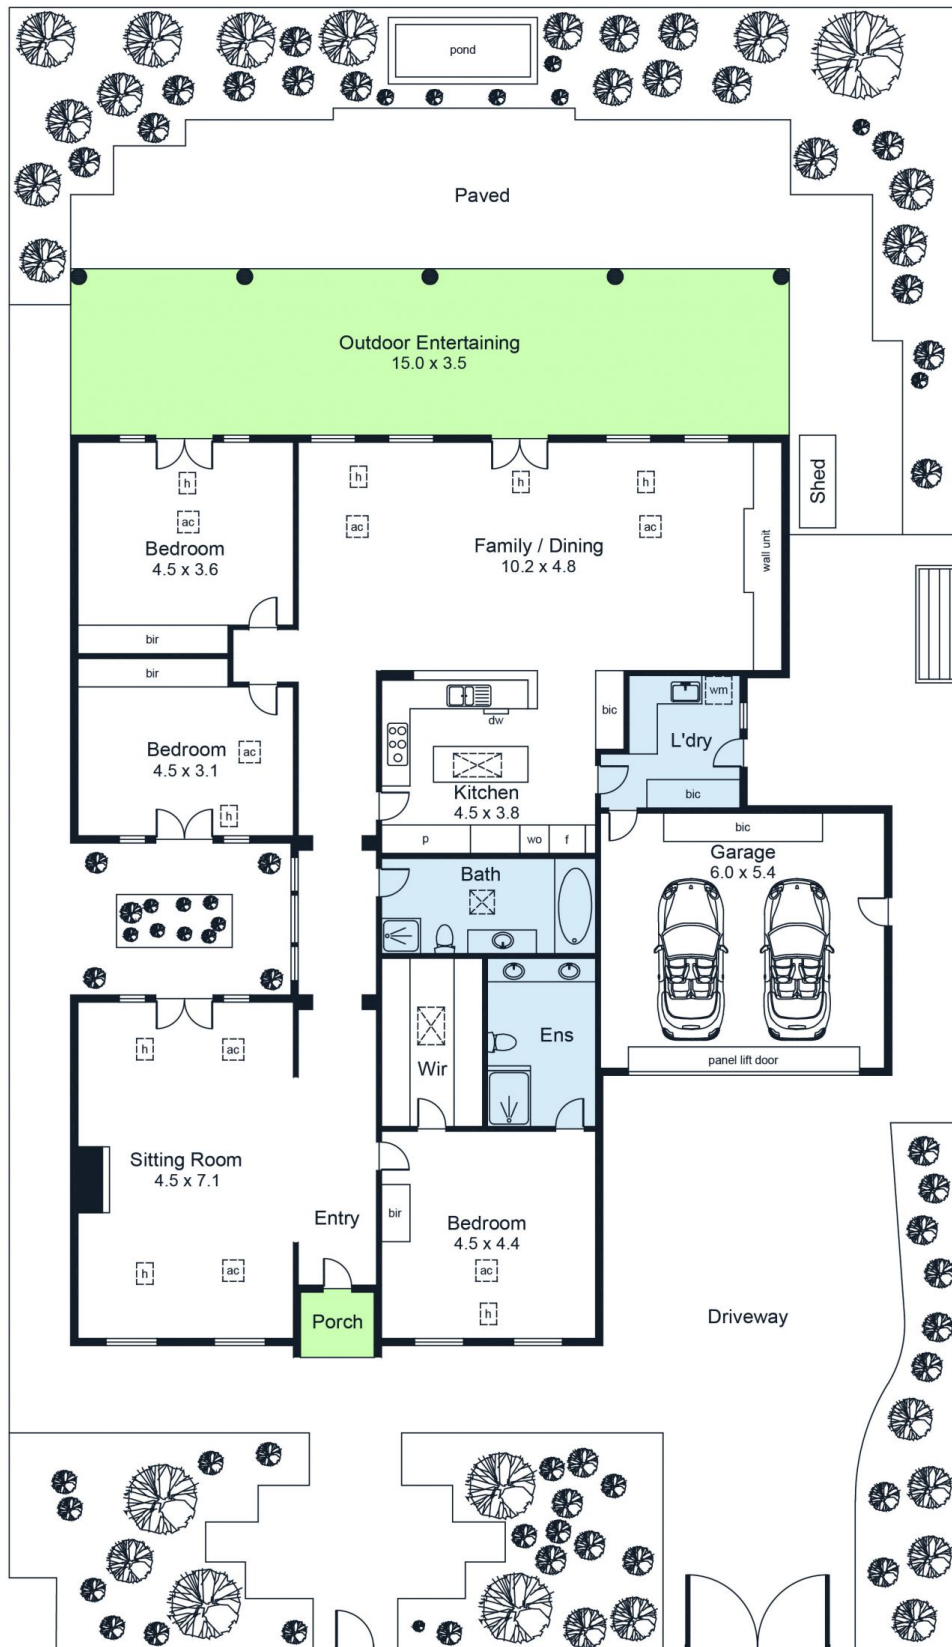 pond
Paved
Outdoor Entertaining
15.0 x 3.5
h
h
h
h
ac
ac
ac
Bedroom
4.5 x 3.6
Family / Dining
10.2 x 4.8
wall unit
Shed
bir
bir
Bedroom
4.5 x 3.1
ac
h
dw
Kitchen
4.5 x 3.8
p
wo
f
bic
wm
L'dry
bic
bic
Garage
6.0 x 5.4
panel lift door
Bath
Wir
Ens
h
ac
Sitting Room
4.5 x 7.1
h
ac
Entry
bir
Bedroom
4.5 x 4.4
ac
h
Porch
Driveway